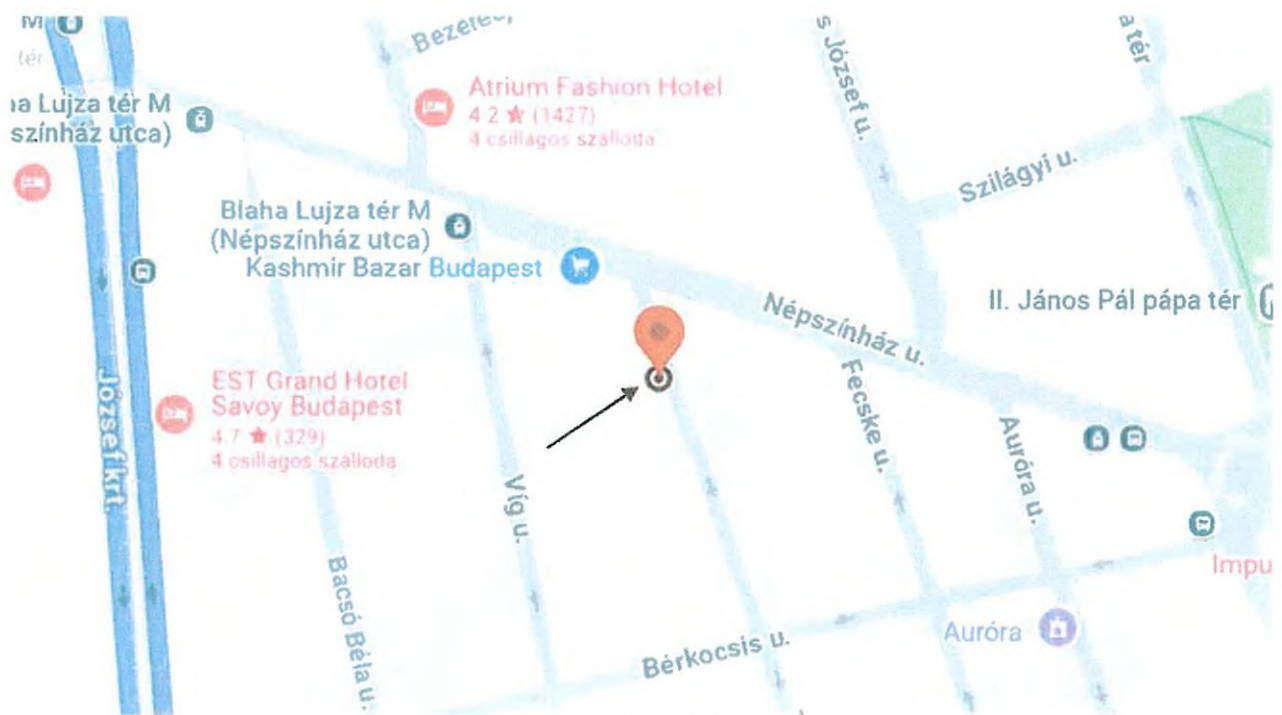 M
tér
a Lujza tér M
színház utca)
Bezerédj
Atrium Fashion Hotel
4.2 ★ (1427)
4 csillagos szálloda
s József u.
a tér
Szilágyi u.
Blaha Lujza tér M
(Népszínház utca)
Kashmir Bazar Budapest
II. János Pál pápa tér
Népszínház u.
József krt.
EST Grand Hotel
Savoy Budapest
4.7 ★ (329)
4 csillagos szálloda
Fecske u.
Auróra u.
Víg u.
Bacsó Béla u.
Impu
Auróra
Bérkocsis u.